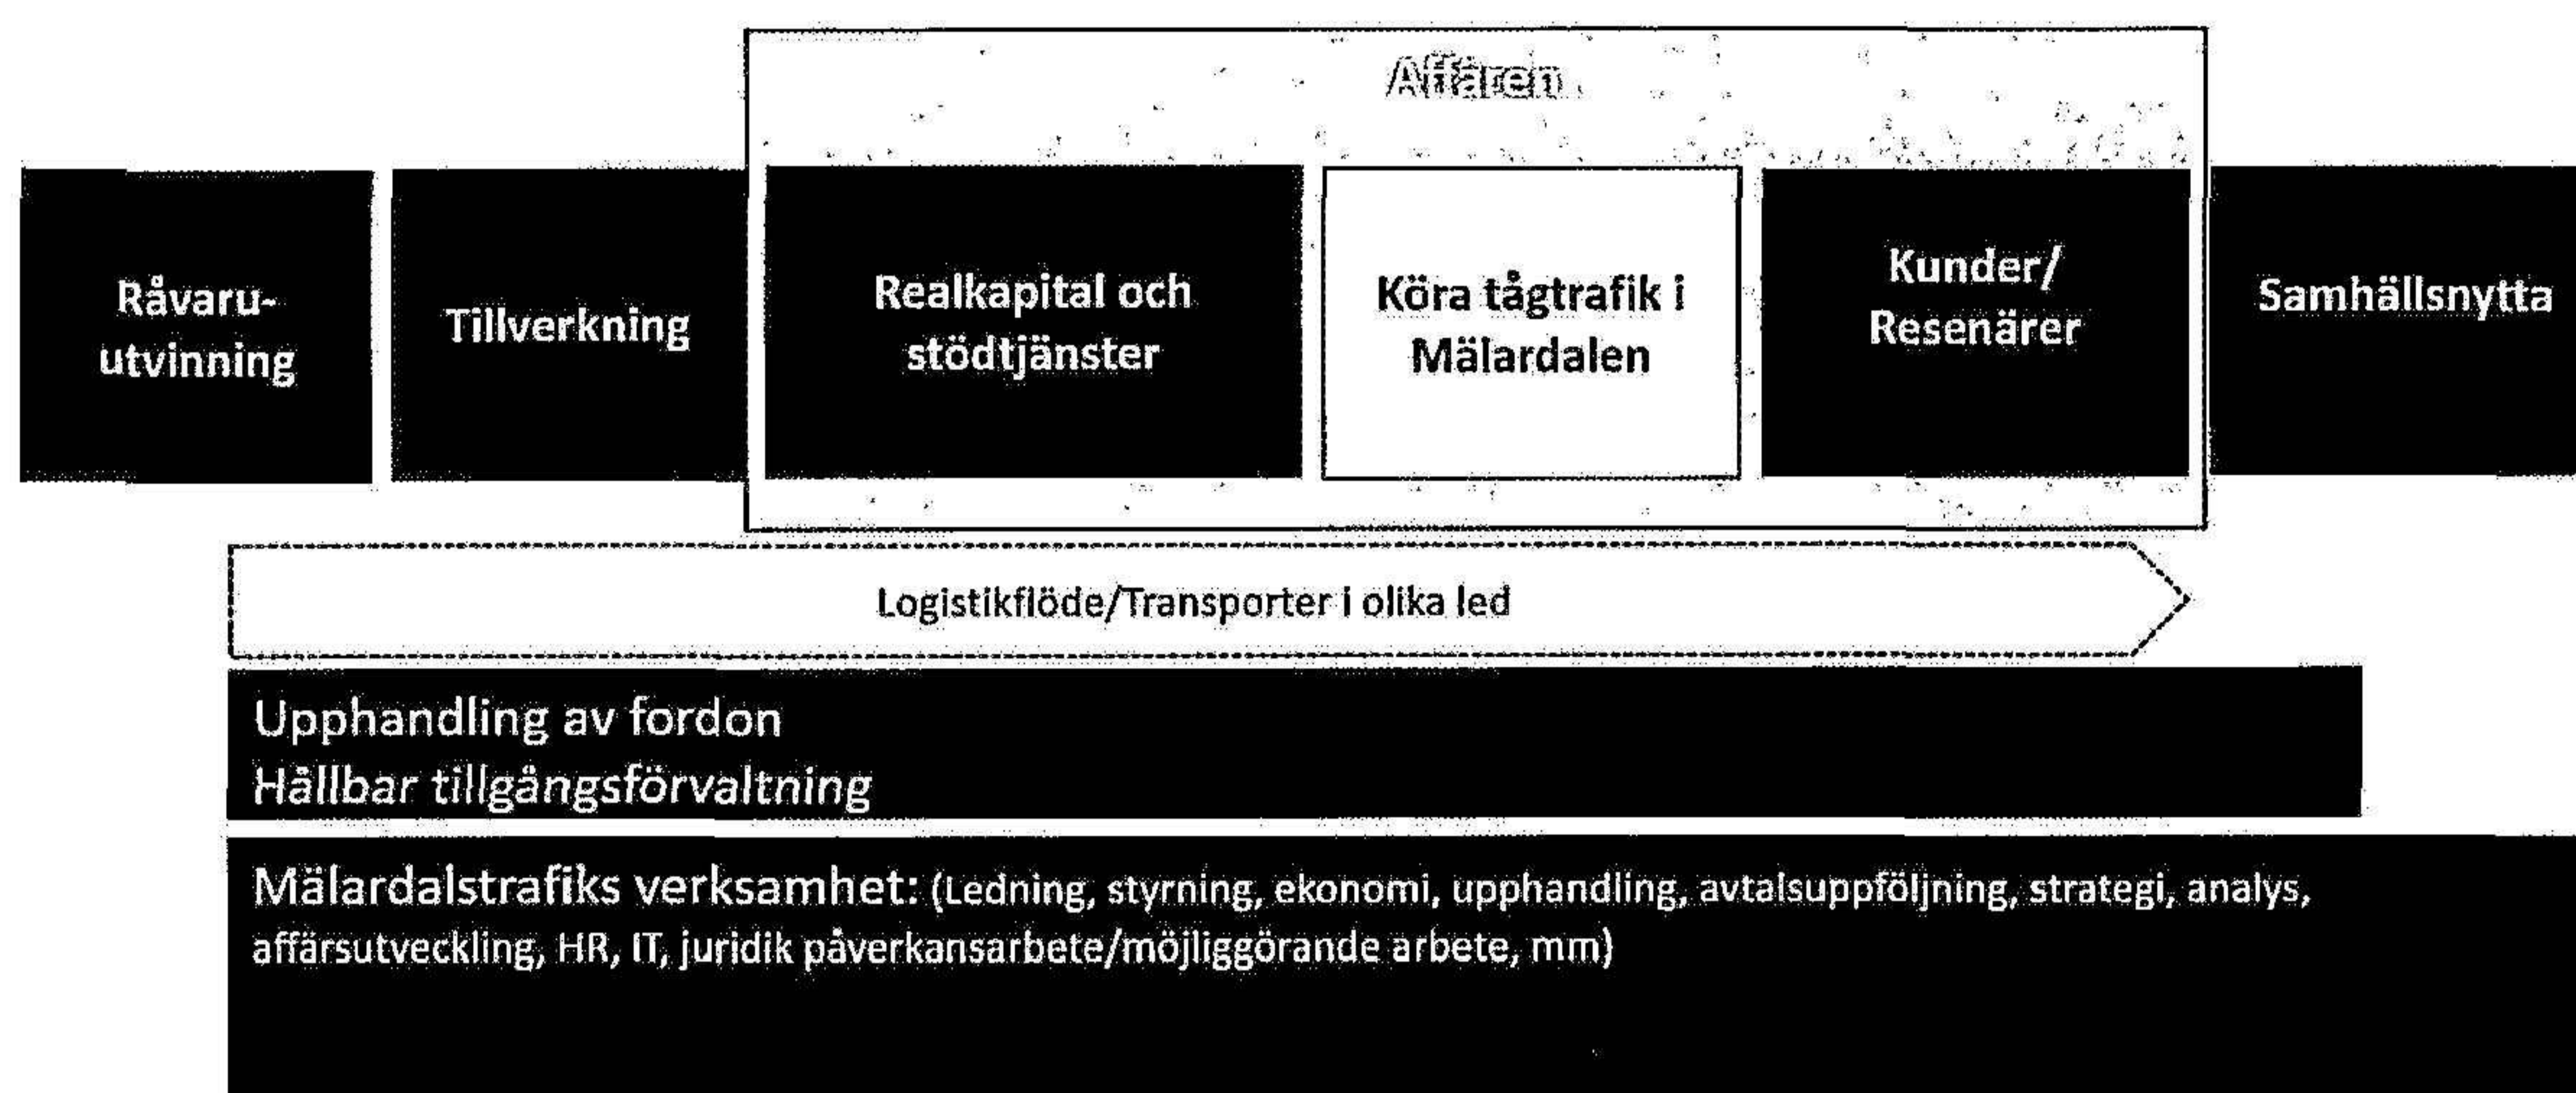 Affären
Råvaru-
utvinning
Tillverkning
Realkapital och
stödtjänster
Köra tågtrafik i
Mälardalen
Kunder/
Resenärer
Samhällsnytta
Logistikflöde/Transporter i olika led
Upphandling av fordon
Hållbar tillgångsförvaltning
Mälardalstrafiks verksamhet: (Ledning, styrning, ekonomi, upphandling, avtalsuppföljning, strategi, analys,
affärsutveckling, HR, IT, juridik påverkansarbete/möjliggörande arbete, mm)